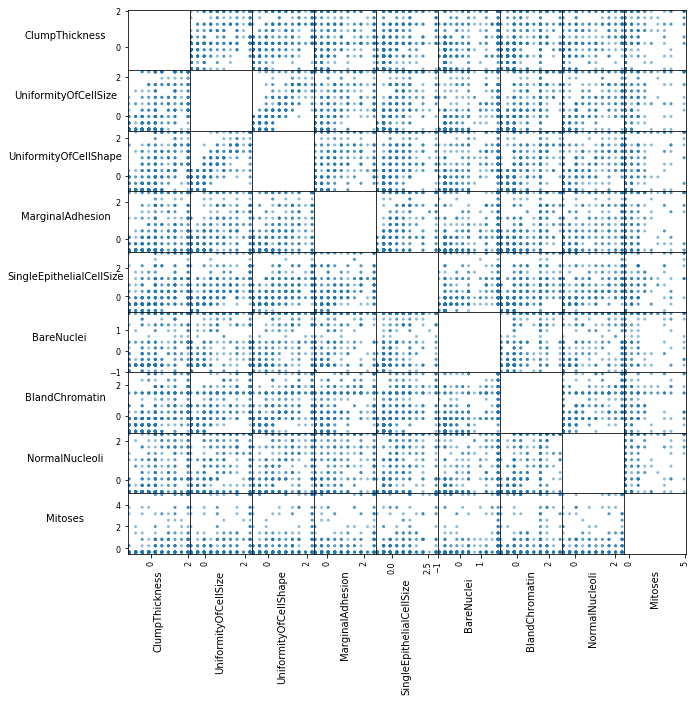 ClumpThickness
2
0
UniformityOfCellSize
2
0
UniformityOfCellShape
2
0
MarginalAdhesion
2
0
SingleEpithelialCellSize
2
0
BareNuclei
1
0
−1
BlandChromatin
2
0
NormalNucleoli
2
0
Mitoses
4
2
0
0 2 0 2 0 2 0 2 0.0 2.5 −1 0 1 0 2 0 2 0 5
ClumpThickness
UniformityOfCellSize
UniformityOfCellShape
MarginalAdhesion
SingleEpithelialCellSize
BareNuclei
BlandChromatin
NormalNucleoli
Mitoses